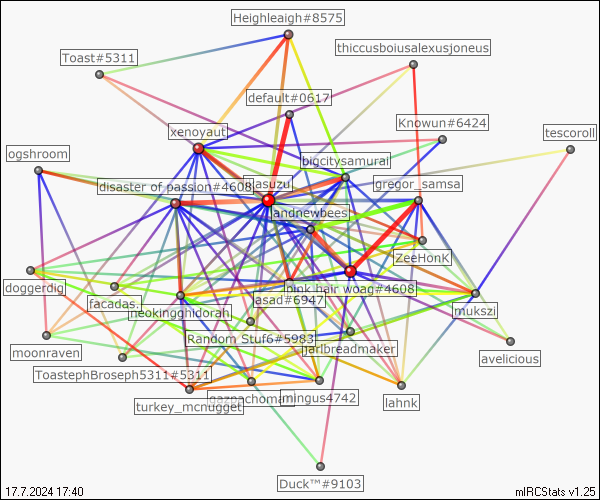 Heighleaigh#8575
thiccusboiusalexusjoneus
Toast#5311
default#0617
Knowun#6424
xenoyaut
tescoroll
ogshroom
bigcitysamurai
gregor_samsa
disaster of passion#4608
jasuzu
andnewbees
ZeeHonK
doggerdig
pink hair woag#4608
facadas.
jasad#6947
mukszi
neokingghidorah
Random Stuf6#5983
moonraven
jarlbreadmaker
avelicious
ToastephBroseph5311#5311
gazpachoman
mingus4742
lahnk
turkey_mcnugget
Duck™#9103
17.7.2024 17:40
mIRCStats v1.25